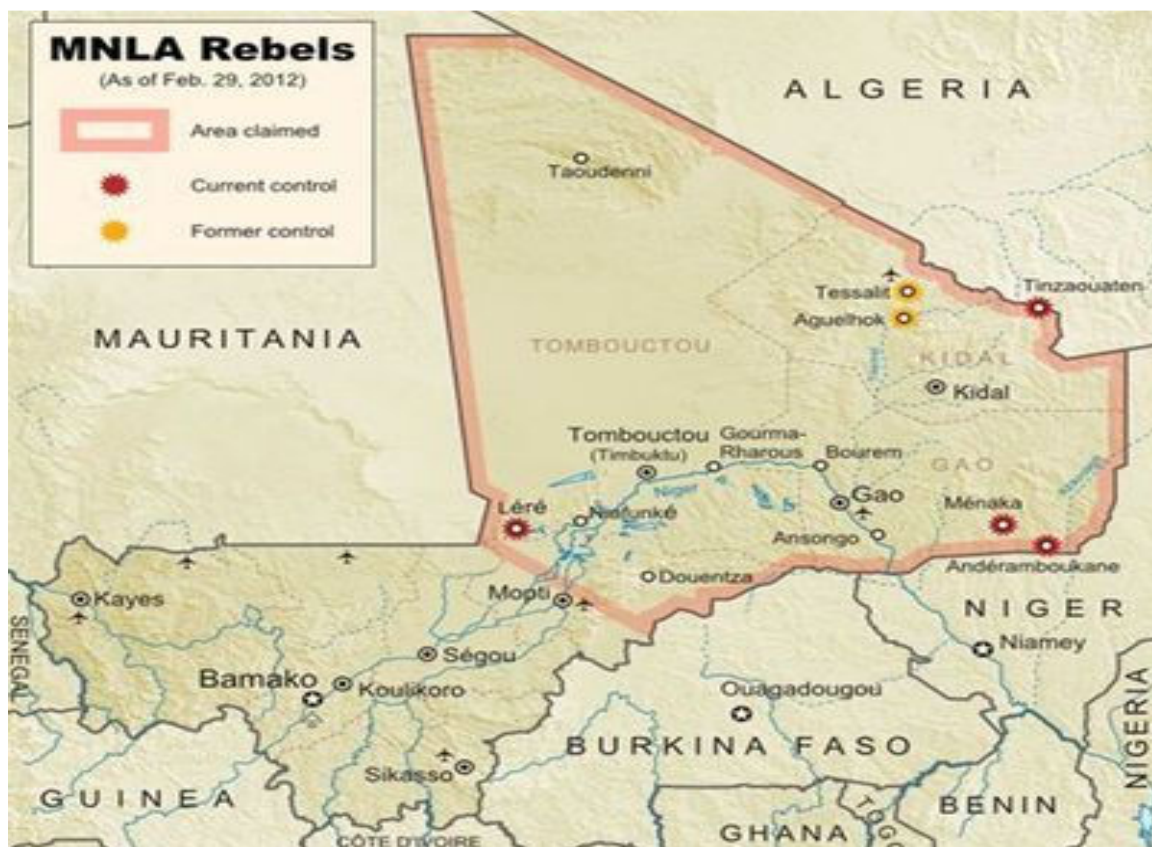 MNLA Rebels
(As of Feb. 29, 2012)
Area claimed
Current control
Former control
ALGERIA
Taoudenni
Tessalit
Tinzaouaten
Aguelhok
MAURITANIA
TOMBOUCTOU
KIDAL
Kidal
Tombouctou
(Timbuktu)
Gourma-
Rharous
Bourem
GAO
Niger
Gao
Ménaka
Léré
Niafunké
Ansongo
Andéramboukane
Douentza
Mopti
Kayes
NIGER
SENEGAL
Niamey
Ségou
Bamako
Koulikoro
Ouagadougou
BURKINA FASO
NIGERIA
Sikasso
GUINEA
BENIN
TOGO
GHANA
CÔTE D'IVOIRE